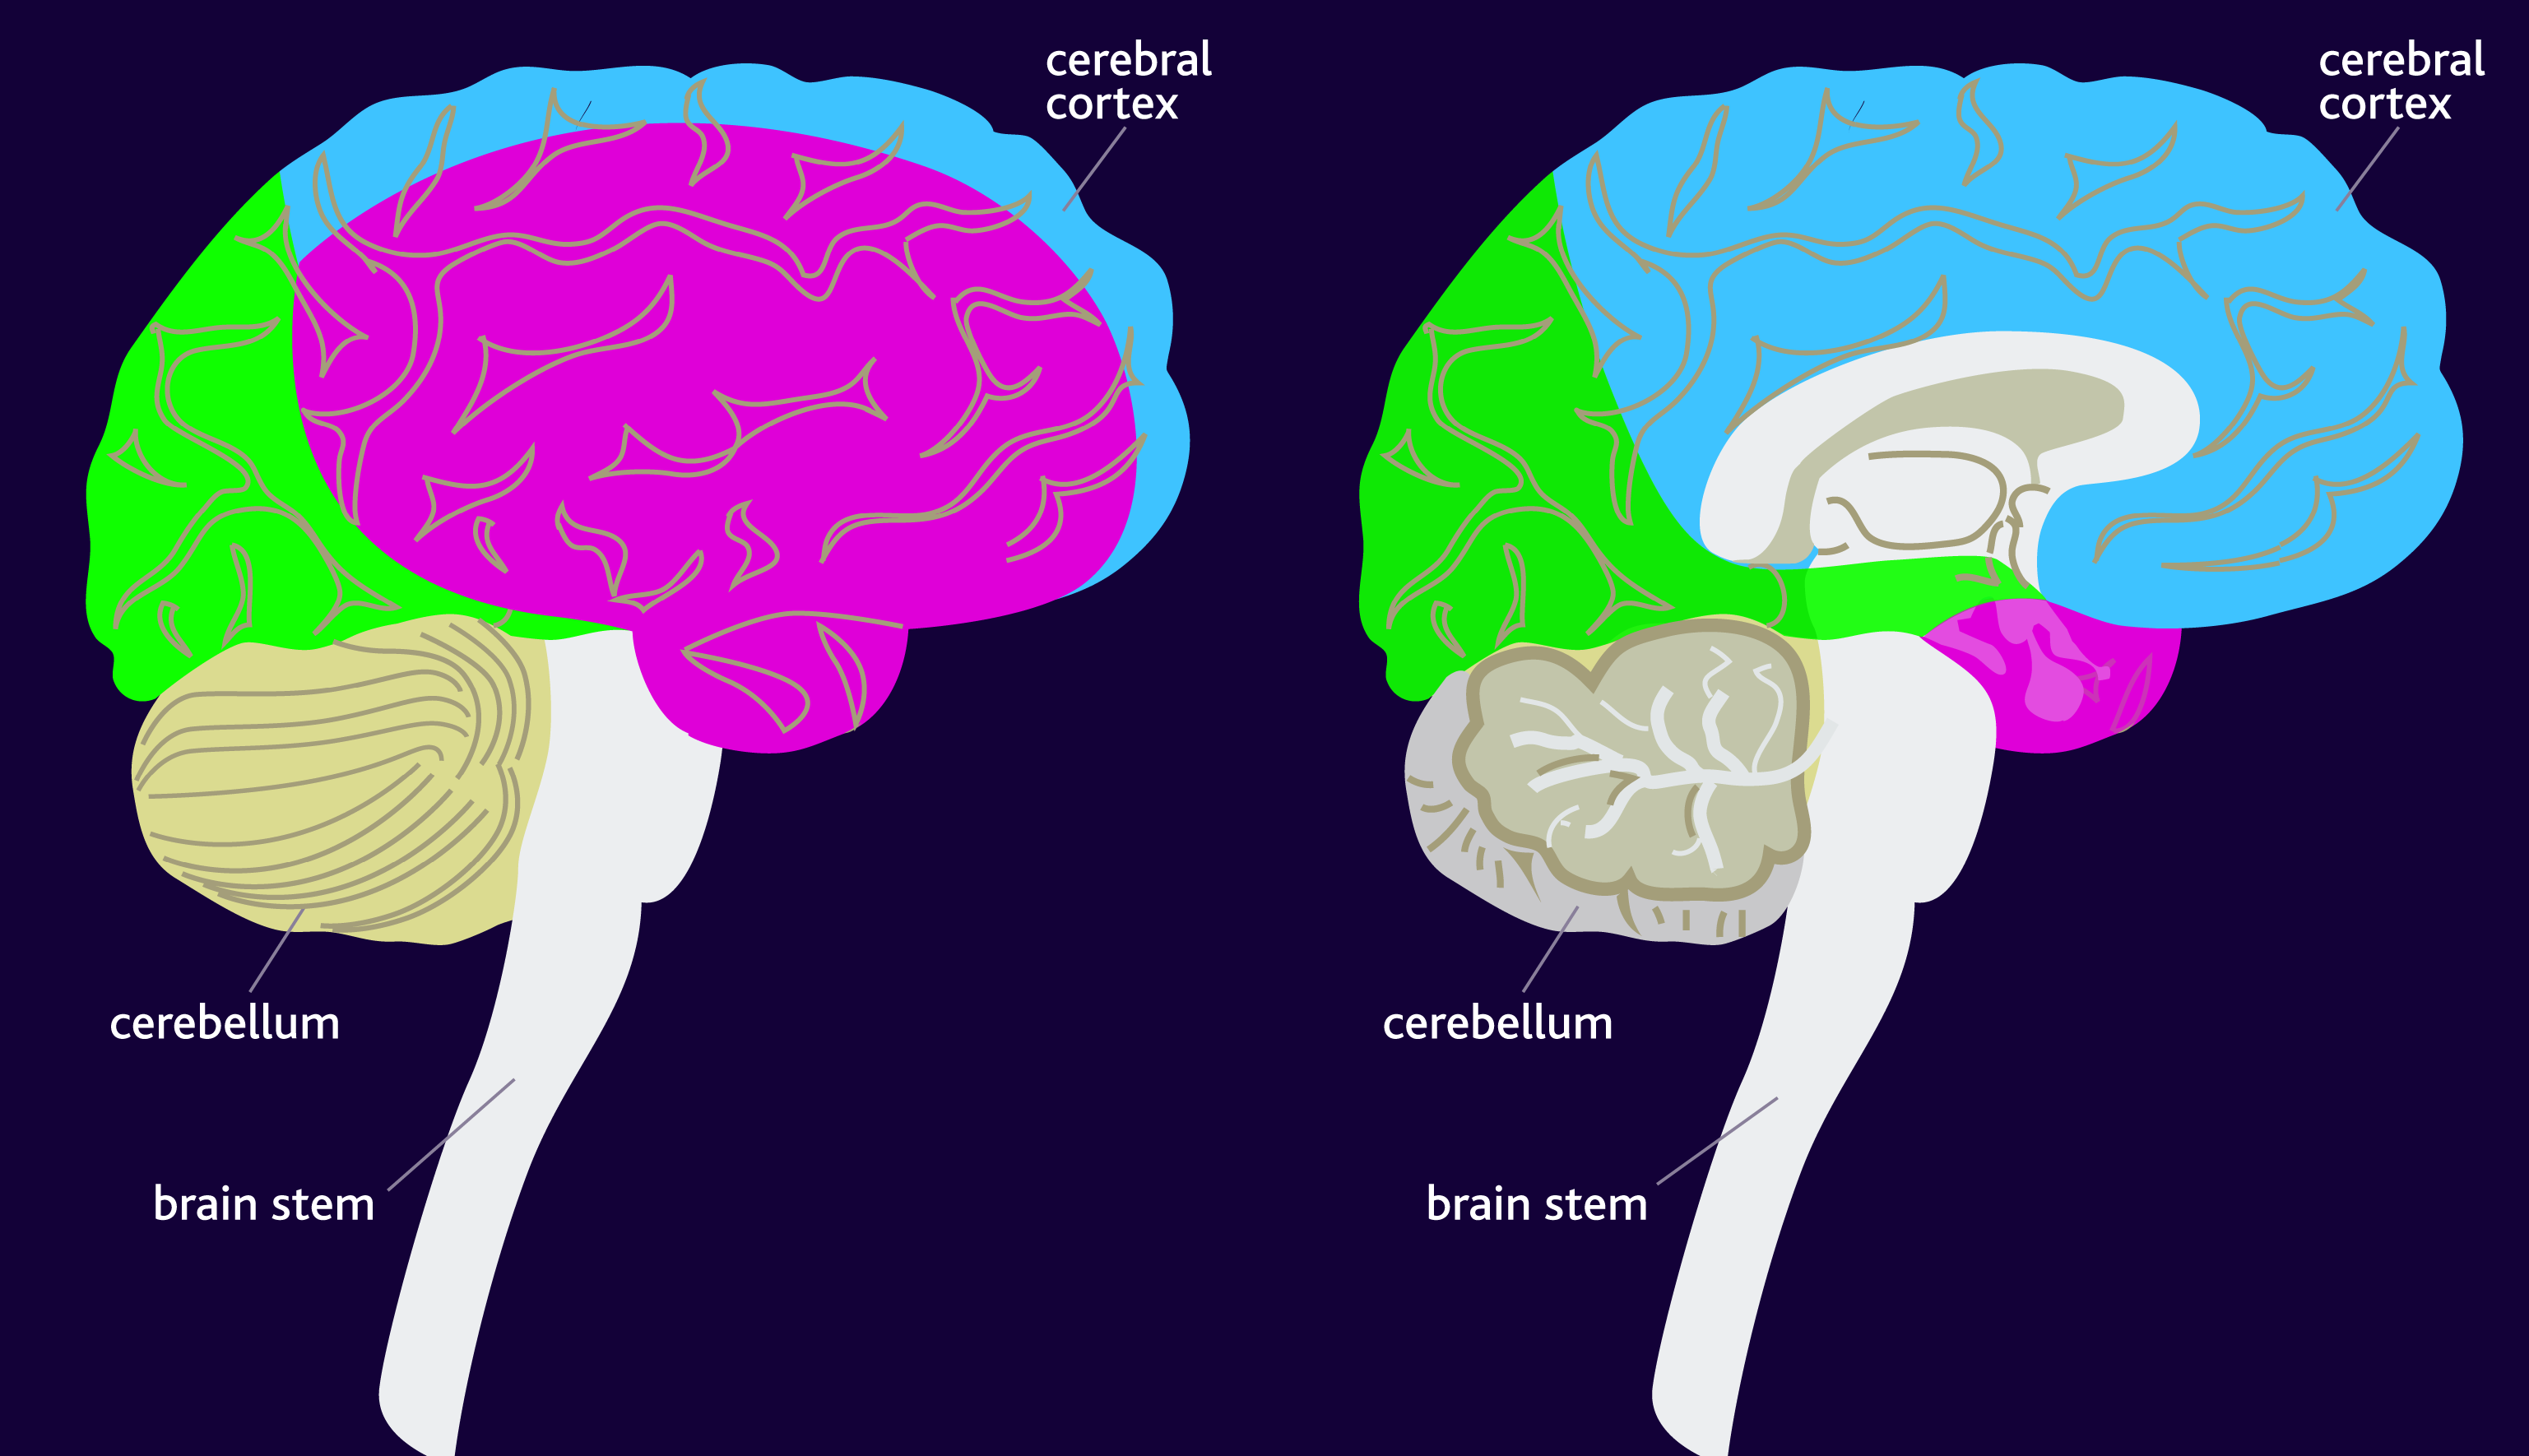 cerebral
cortex
cerebellum
brain stem
cerebral
cortex
cerebellum
brain stem